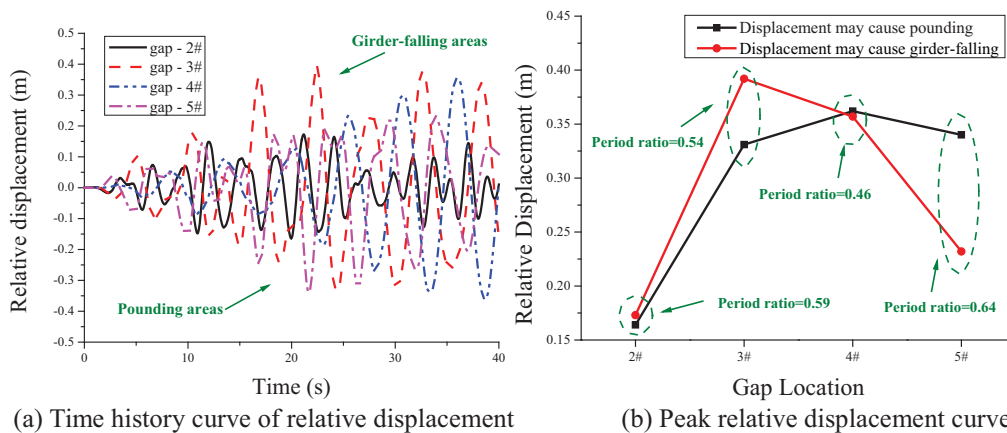 0.5
0.4
0.3
0.2
0.1
0.0
-0.1
-0.2
-0.3
-0.4
-0.5
Relative displacement (m)
gap - 2#
gap - 3#
gap - 4#
gap - 5#
Girder-falling areas
Pounding areas
0
10
20
30
40
Time (s)
(a) Time history curve of relative displacement
0.45
0.40
0.35
0.30
0.25
0.20
0.15
Relative Displacement (m)
Displacement may cause pounding
Displacement may cause girder-falling
Period ratio=0.54
Period ratio=0.46
Period ratio=0.59
Period ratio=0.64
2#
3#
4#
5#
Gap Location
(b) Peak relative displacement curve